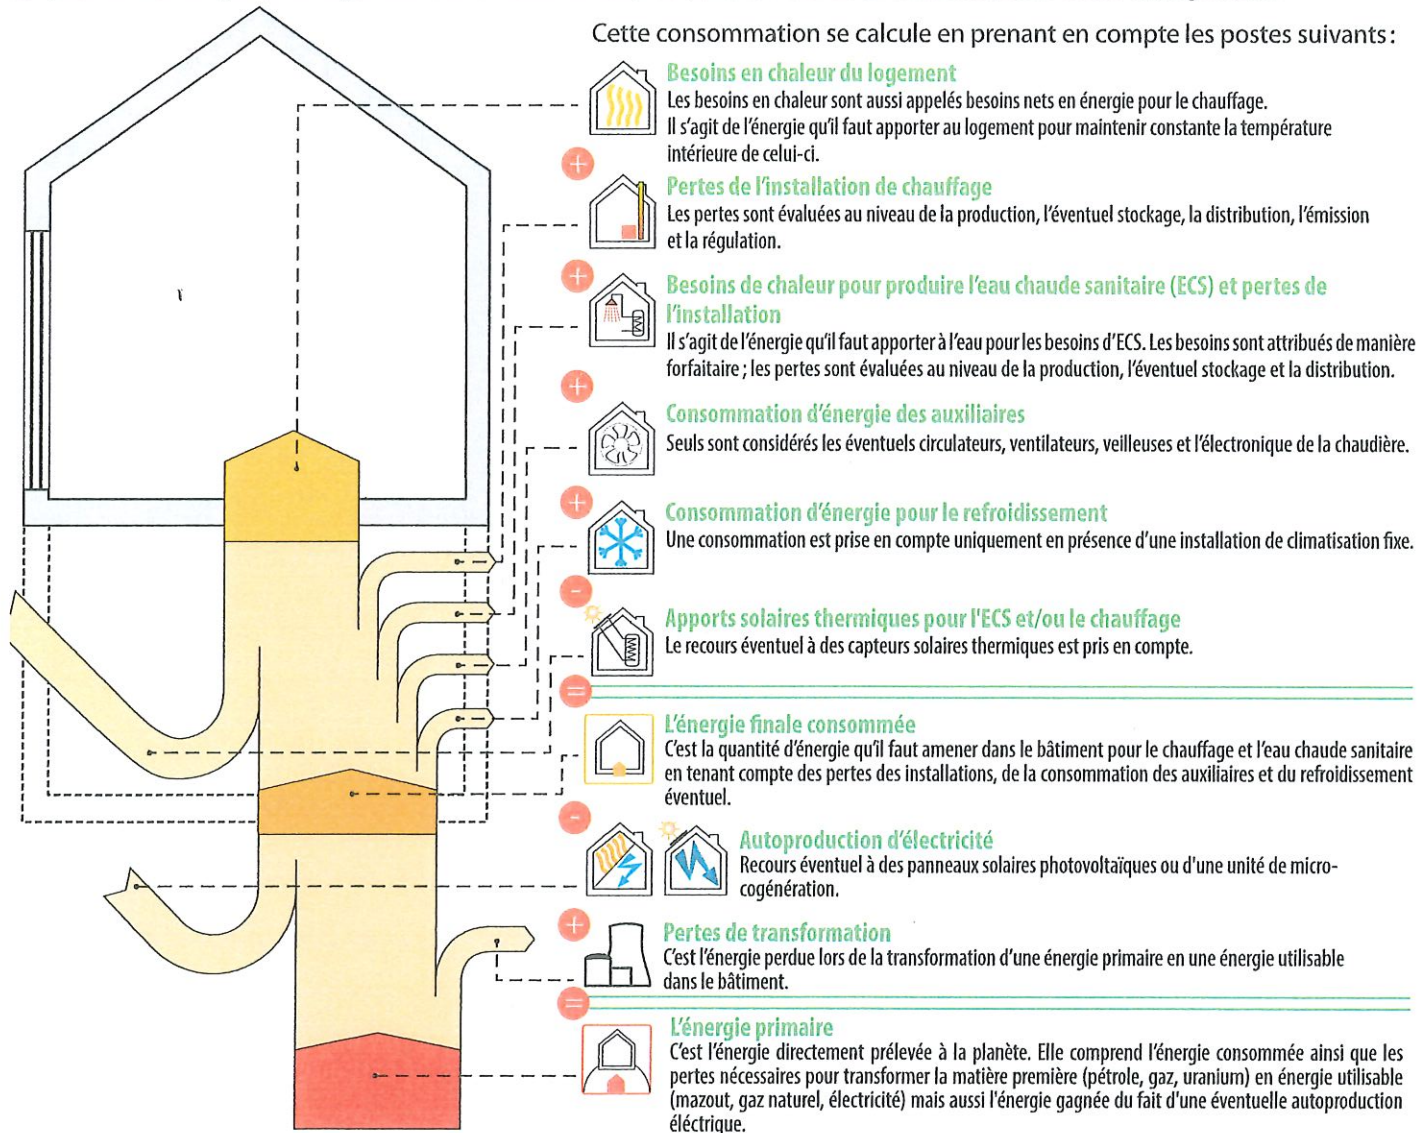 Cette consommation se calcule en prenant en compte les postes suivants :
Besoins en chaleur du logement
Les besoins en chaleur sont aussi appelés besoins nets en énergie pour le chauffage.
Il s'agit de l'énergie qu'il faut apporter au logement pour maintenir constante la température
intérieure de celui-ci.
+
Pertes de l'installation de chauffage
Les pertes sont évaluées au niveau de la production, l'éventuel stockage, la distribution, l'émission
et la régulation.
+
Besoins de chaleur pour produire l'eau chaude sanitaire (ECS) et pertes de
l'installation
Il s'agit de l'énergie qu'il faut apporter à l'eau pour les besoins d'ECS. Les besoins sont attribués de manière
forfaitaire ; les pertes sont évaluées au niveau de la production, l'éventuel stockage et la distribution.
+
Consommation d'énergie des auxiliaires
Seuls sont considérés les éventuels circulateurs, ventilateurs, veilleuses et l'électronique de la chaudière.
+
Consommation d'énergie pour le refroidissement
Une consommation est prise en compte uniquement en présence d'une installation de climatisation fixe.
-
Apports solaires thermiques pour l'ECS et/ou le chauffage
Le recours éventuel à des capteurs solaires thermiques est pris en compte.
=
L'énergie finale consommée
C'est la quantité d'énergie qu'il faut amener dans le bâtiment pour le chauffage et l'eau chaude sanitaire
en tenant compte des pertes des installations, de la consommation des auxiliaires et du refroidissement
éventuel.
-
Autoproduction d'électricité
Recours éventuel à des panneaux solaires photovoltaïques ou d'une unité de micro-
cogénération.
+
Pertes de transformation
C'est l'énergie perdue lors de la transformation d'une énergie primaire en une énergie utilisable
dans le bâtiment.
=
L'énergie primaire
C'est l'énergie directement prélevée à la planète. Elle comprend l'énergie consommée ainsi que les
pertes nécessaires pour transformer la matière première (pétrole, gaz, uranium) en énergie utilisable
(mazout, gaz naturel, électricité) mais aussi l'énergie gagnée du fait d'une éventuelle autoproduction
éléctrique.